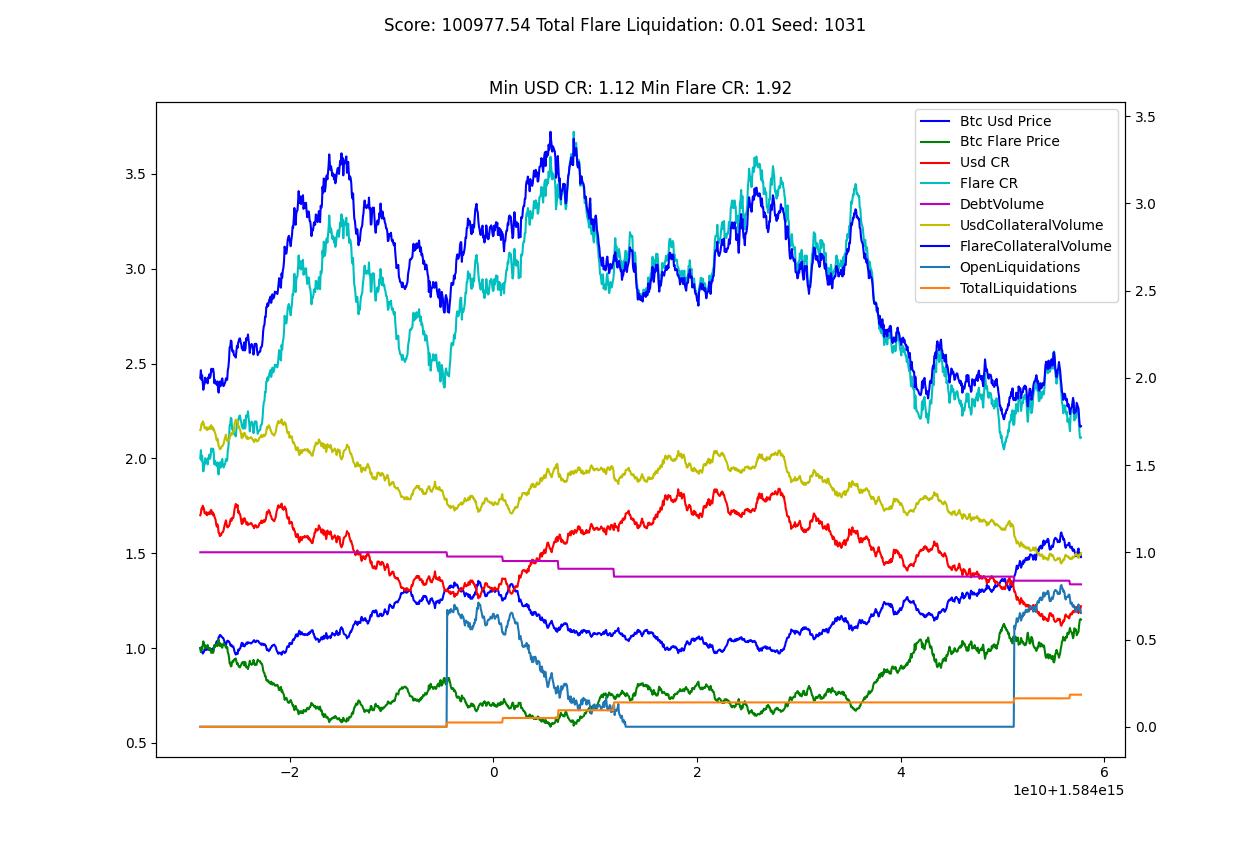 Score: 100977.54 Total Flare Liquidation: 0.01 Seed: 1031
Min USD CR: 1.12 Min Flare CR: 1.92
Btc Usd Price
Btc Flare Price
Usd CR
Flare CR
DebtVolume
UsdCollateralVolume
FlareCollateralVolume
OpenLiquidations
TotalLiquidations
3.5
3.0
2.5
2.0
1.5
1.0
0.5
3.5
3.0
2.5
2.0
1.5
1.0
0.5
0.0
−2 0 2 4 6
1e10+1.584e15